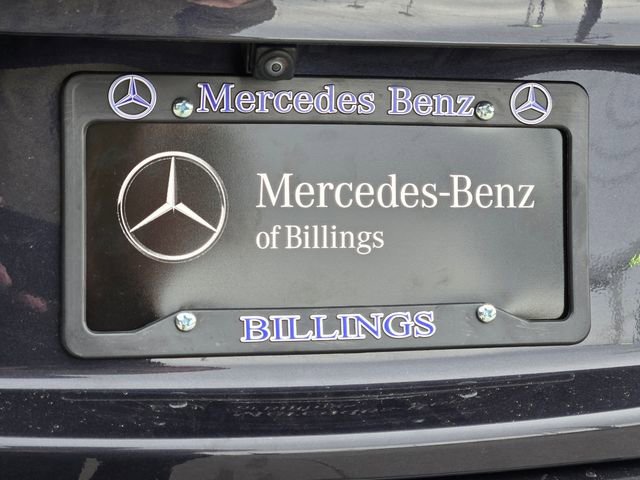 Mercedes Benz
Mercedes-Benz
of Billings
BILLINGS